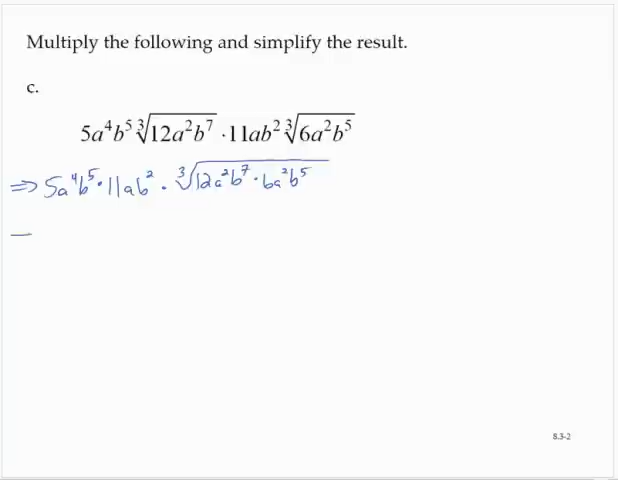 Multiply the following and simplify the result.
c.
5a⁴b⁵∛(12a²b⁷) · 11ab²∛(6a²b⁵)
⇒ 5a⁴b⁵ · 11ab² · ∛(12a²b⁷ · 6a²b⁵)
8.3-2